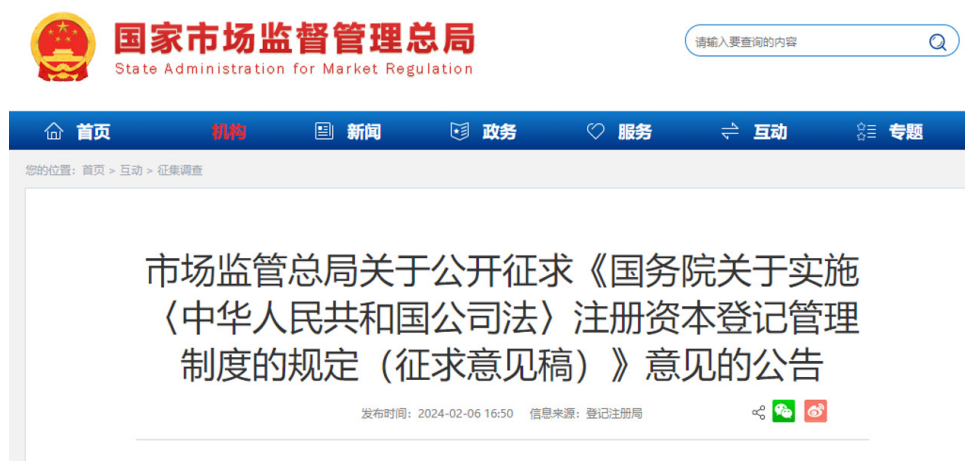 国家市场监督管理总局
State Administration for Market Regulation
请输入要查询的内容
首页 机构 新闻 政务 服务 互动 专题
您的位置：首页 > 互动 > 征集调查
市场监管总局关于公开征求《国务院关于实施
〈中华人民共和国公司法〉注册资本登记管理
制度的规定（征求意见稿）》意见的公告
发布时间：2024-02-06 16:50 信息来源：登记注册局